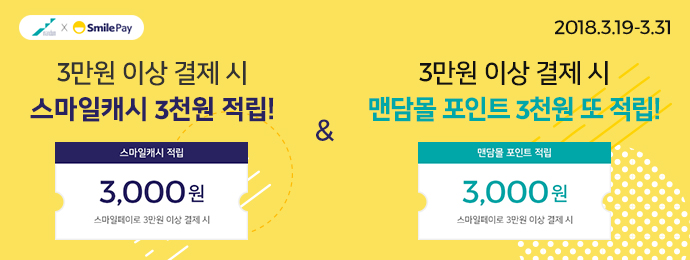 X SmilePay
2018.3.19-3.31
3만원 이상 결제 시
스마일캐시 3천원 적립!
&
3만원 이상 결제 시
맨담몰 포인트 3천원 또 적립!
스마일캐시 적립
3,000원
스마일페이로 3만원 이상 결제 시
맨담몰 포인트 적립
3,000원
스마일페이로 3만원 이상 결제 시